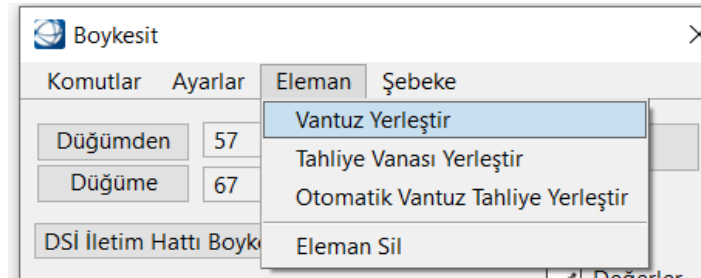 Boykesit
Komutlar Ayarlar Eleman Şebeke
Vantuz Yerleştir
Düğümden 57
Tahliye Vanası Yerleştir
Düğüme 67
Otomatik Vantuz Tahliye Yerleştir
DSİ İletim Hattı
Eleman Sil
Değerler